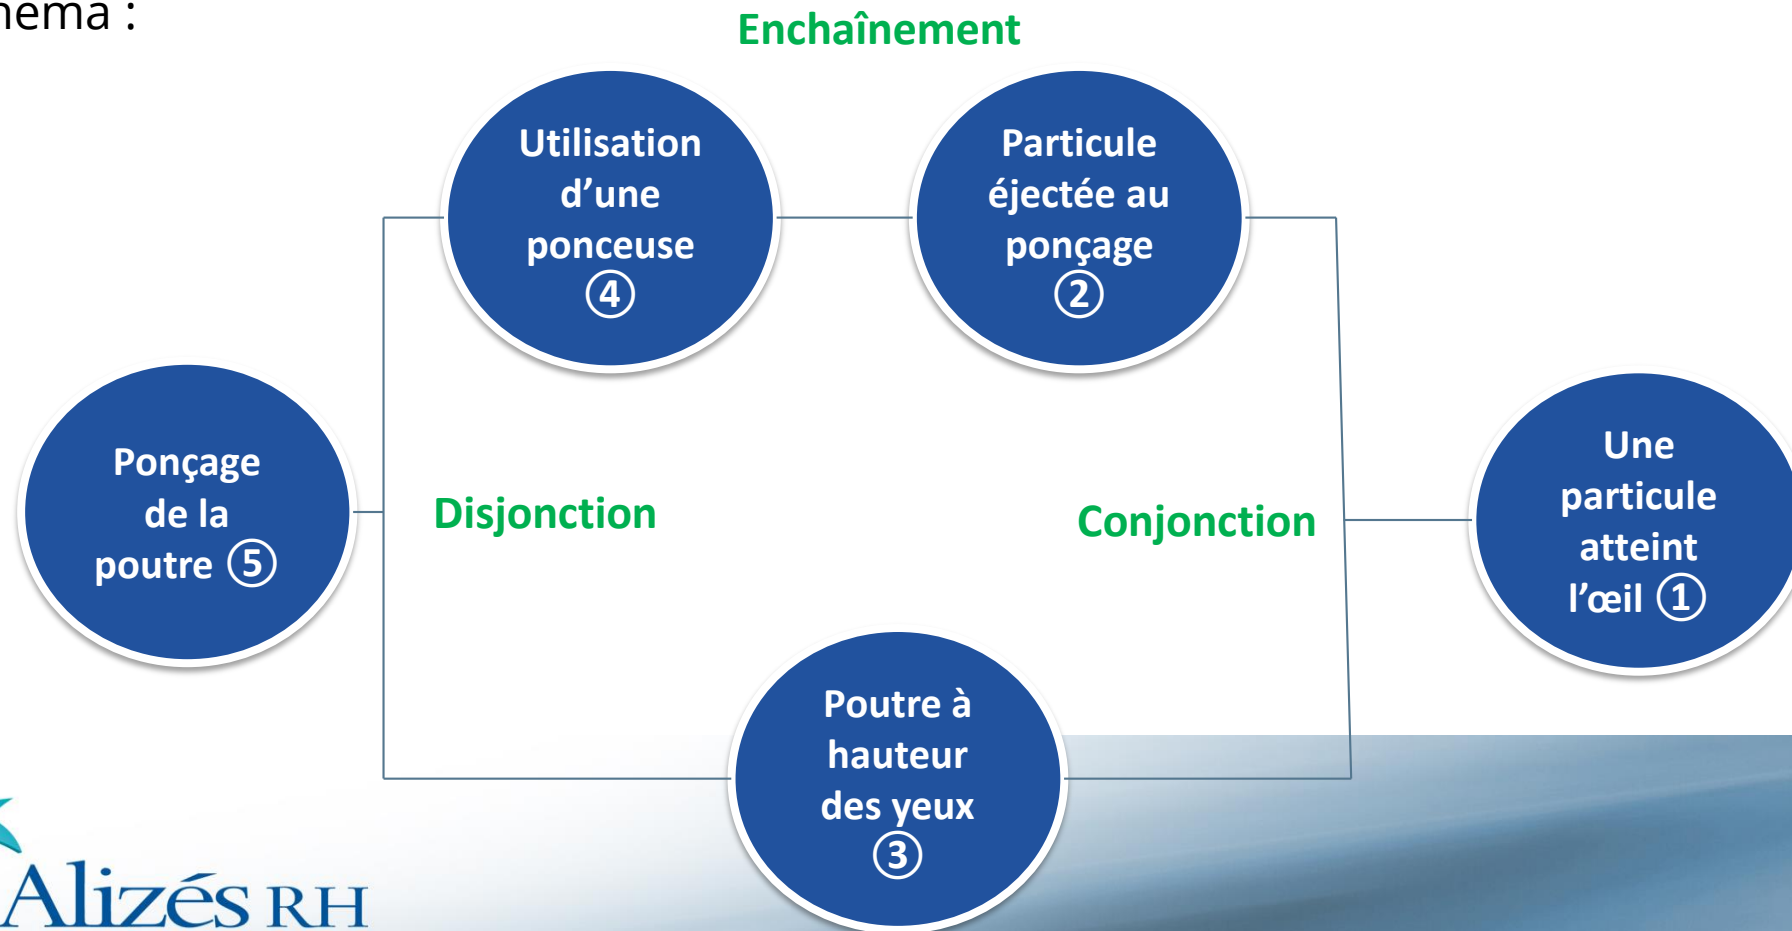 Enchaînement
Utilisation
d’une
ponceuse
④
Particule
éjectée au
ponçage
②
Ponçage
de la
poutre ⑤
Disjonction
Conjonction
Une
particule
atteint
l’œil ①
Poutre à
hauteur
des yeux
③
Alizés RH